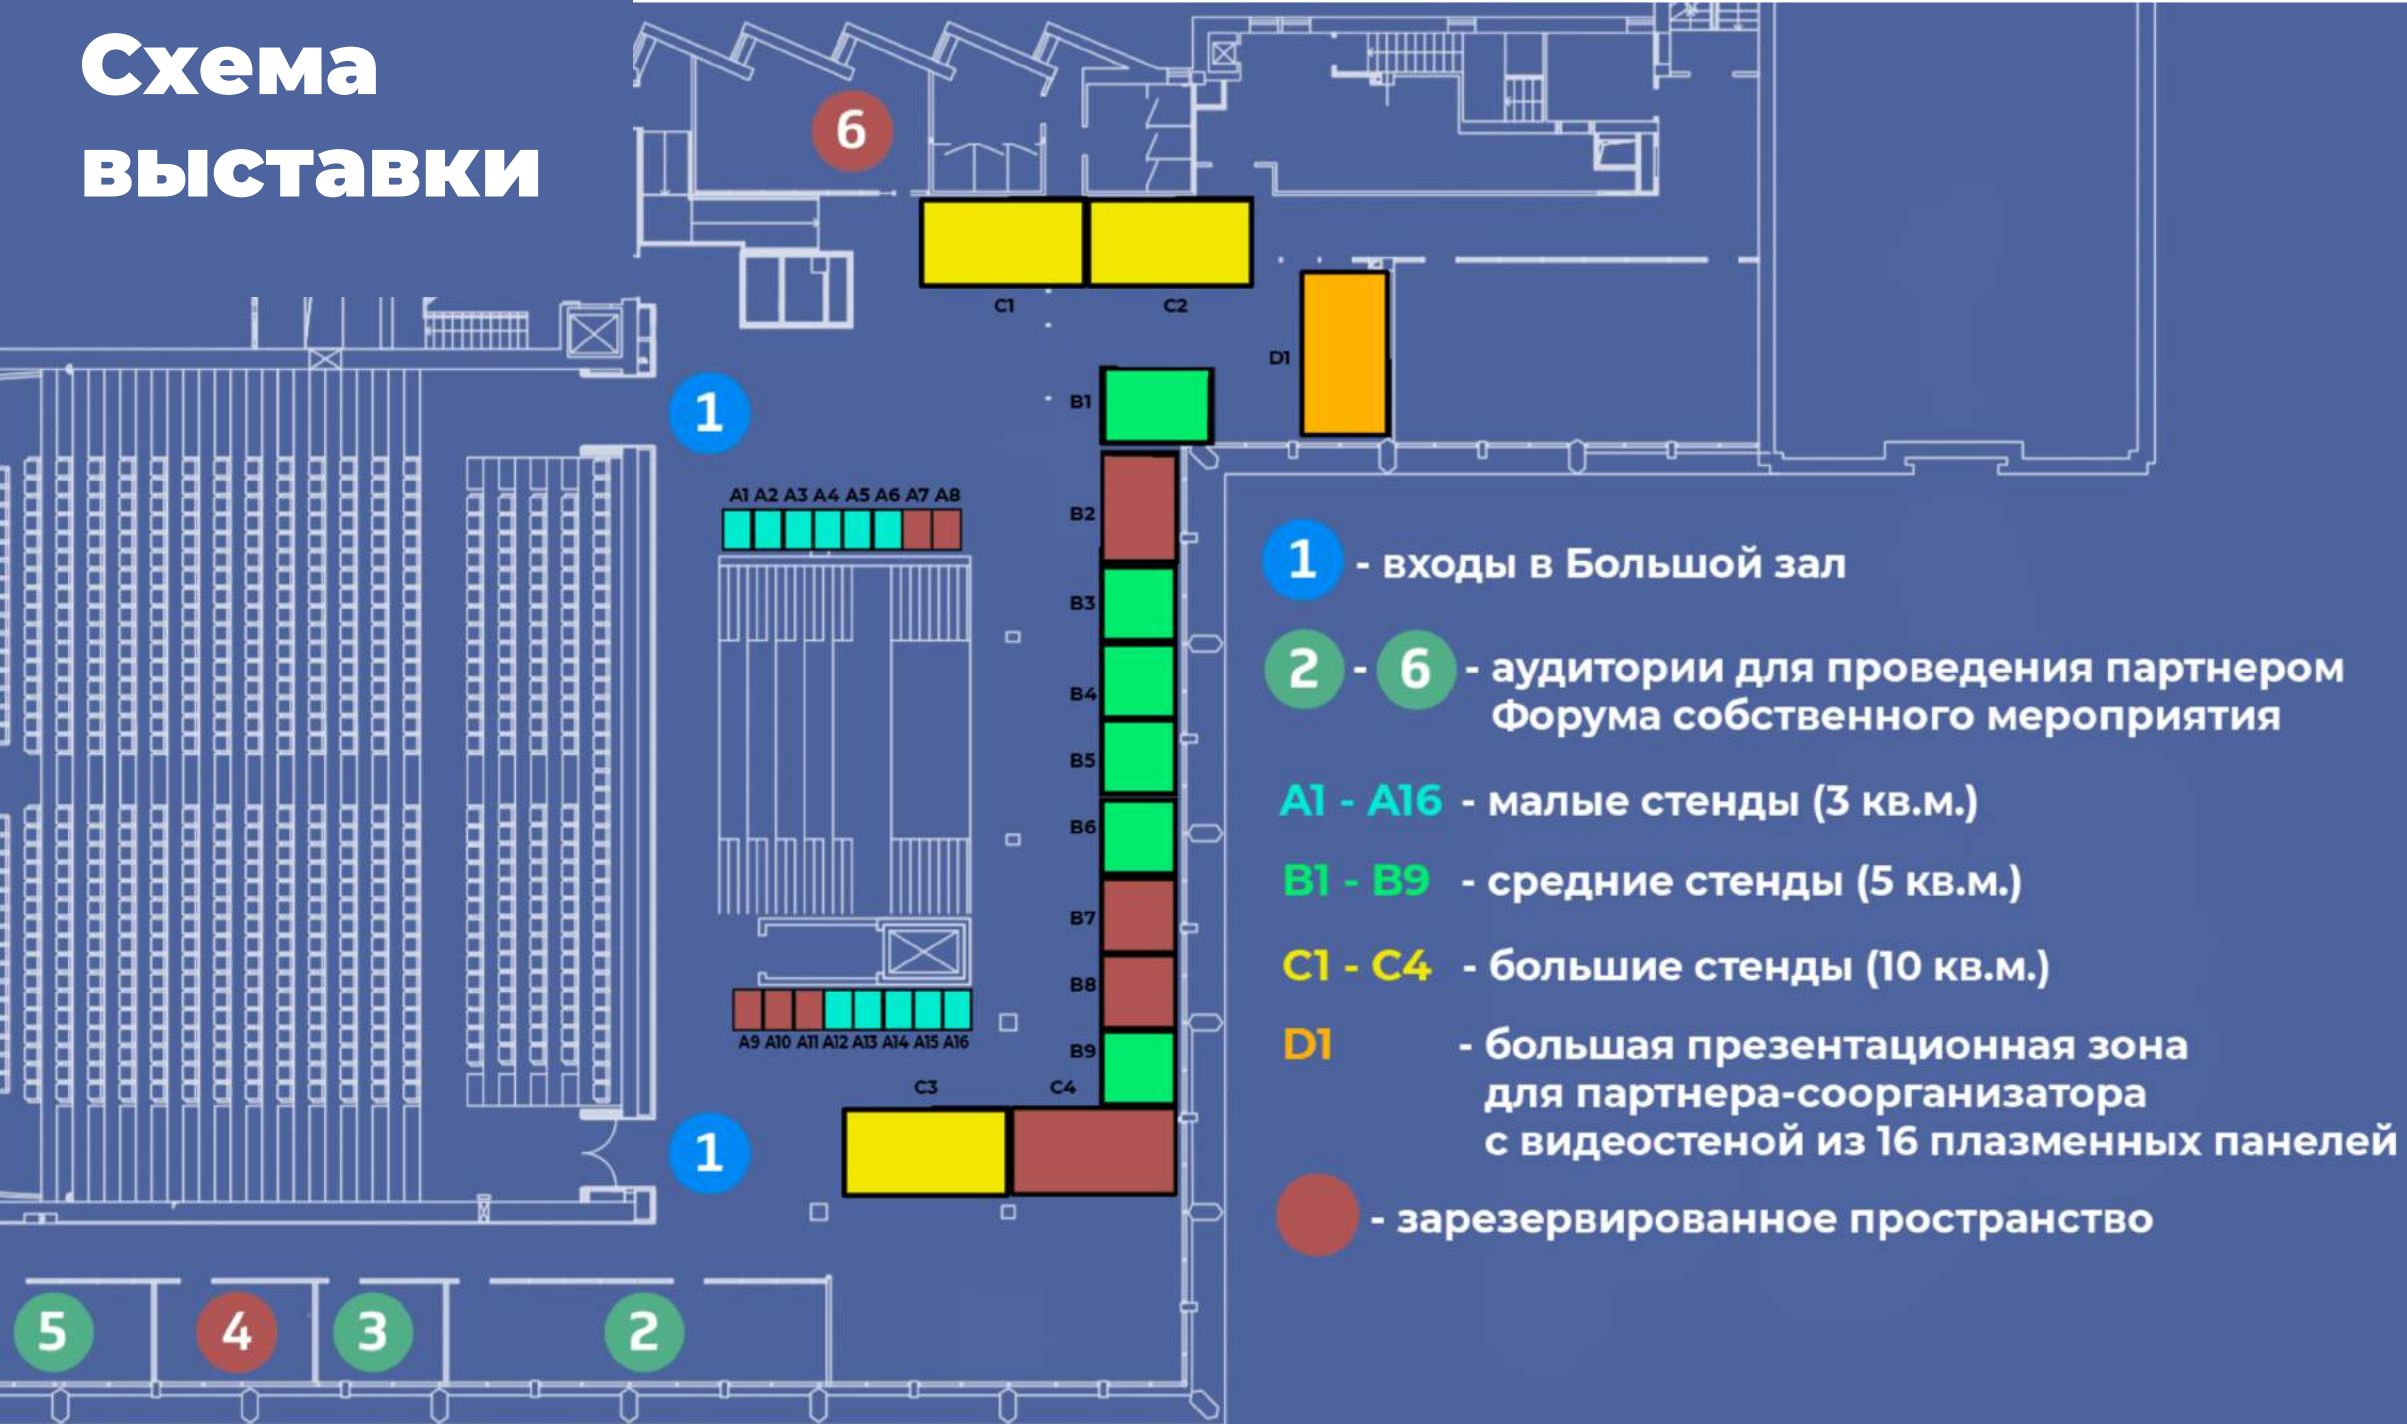 Схема
выставки
6
C1 C2
D1
1
B1
A1 A2 A3 A4 A5 A6 A7 A8
B2
B3
B4
B5
B6
B7
B8
B9
A9 A10 A11 A12 A13 A14 A15 A16
C3 C4
1
5 4 3 2
1 - входы в Большой зал
2 - 6 - аудитории для проведения партнером
Форума собственного мероприятия
A1 - A16 - малые стенды (3 кв.м.)
B1 - B9 - средние стенды (5 кв.м.)
C1 - C4 - большие стенды (10 кв.м.)
D1 - большая презентационная зона
для партнера-соорганизатора
с видеостеной из 16 плазменных панелей
- зарезервированное пространство